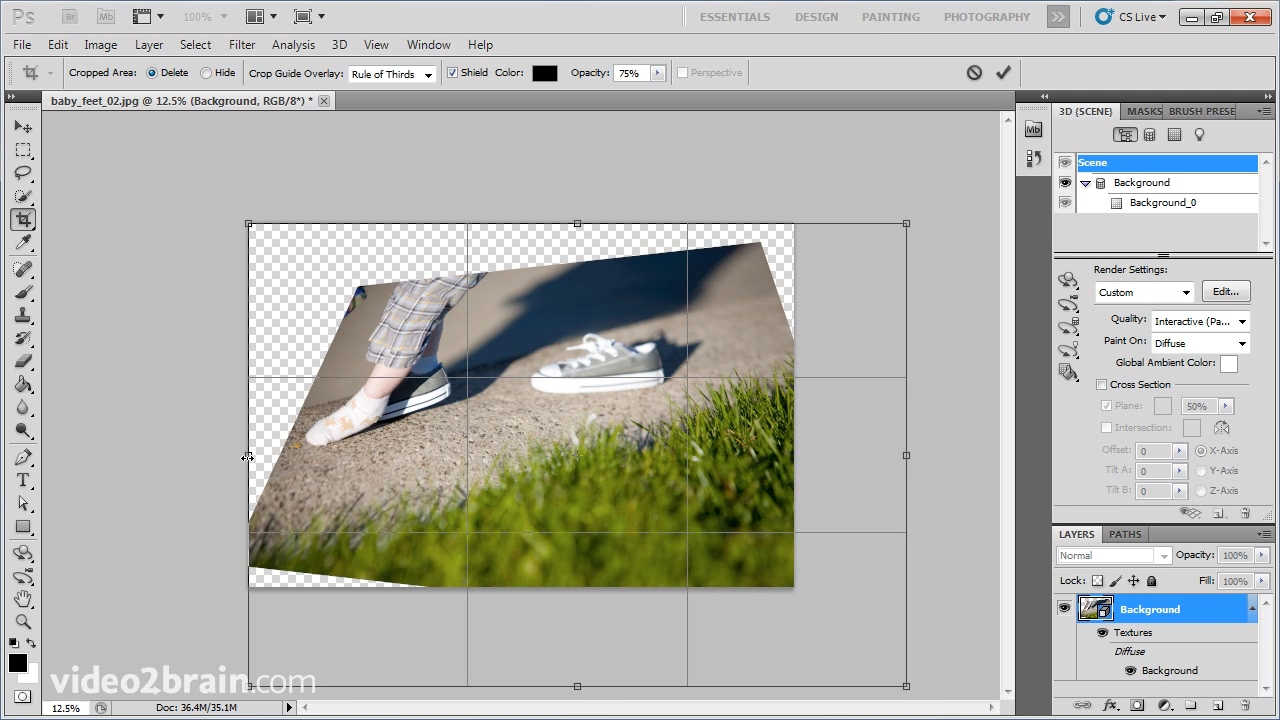 Ps Br Mb 100% ESSENTIALS DESIGN PAINTING PHOTOGRAPHY >> CS Live
File Edit Image Layer Select Filter Analysis 3D View Window Help
Cropped Area: Delete Hide Crop Guide Overlay: Rule of Thirds Shield Color: Opacity: 75% Perspective
baby_feet_02.jpg @ 12.5% (Background, RGB/8*) *
3D {SCENE} MASKS BRUSH PRESE
Mb
Scene
Background
Background_0
Render Settings:
Custom Edit...
Quality: Interactive (Pa...
Paint On: Diffuse
Global Ambient Color:
Cross Section
Plane: 50%
Intersection:
Offset: 0 X-Axis
Tilt A: 0 Y-Axis
Tilt B: 0 Z-Axis
LAYERS PATHS
Normal Opacity: 100%
Lock: Fill: 100%
Background
Textures
Diffuse
Background
T
video2brain.com
12.5% Doc: 36.4M/35.1M